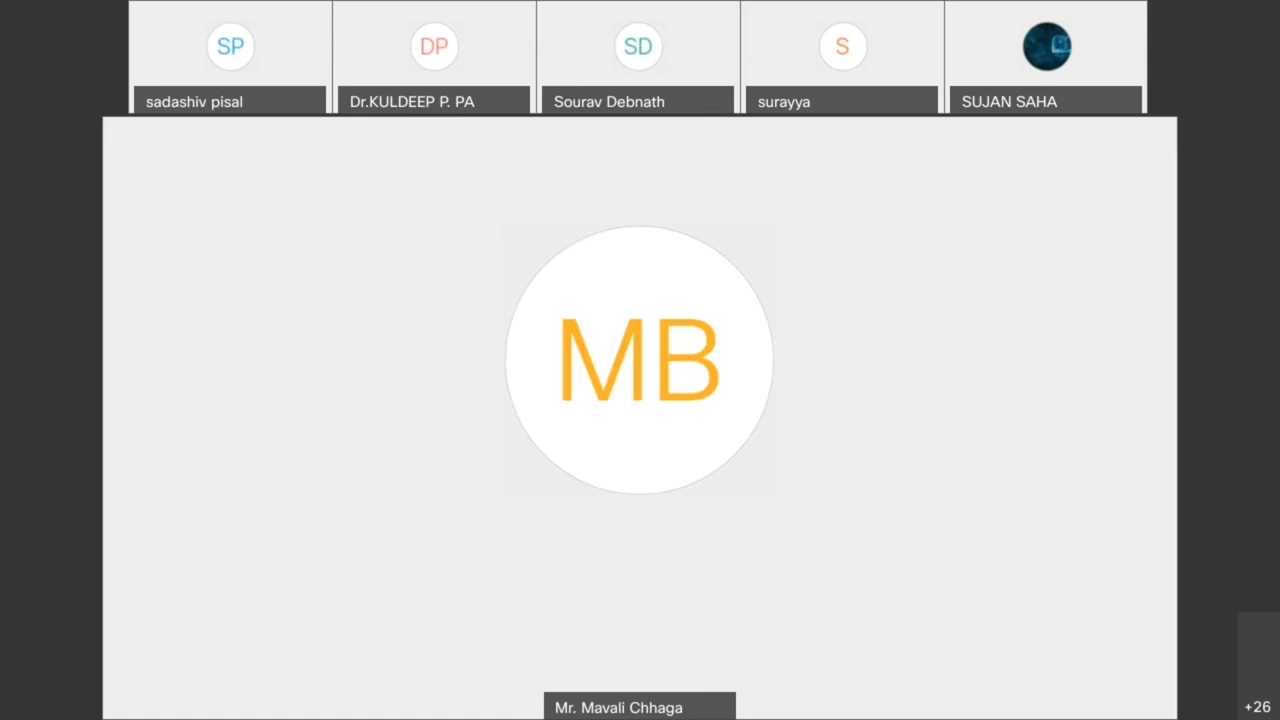 SP
DP
SD
S
sadashiv pisal
Dr.KULDEEP P. PA
Sourav Debnath
surayya
SUJAN SAHA
MB
Mr. Mavali Chhaga
+26